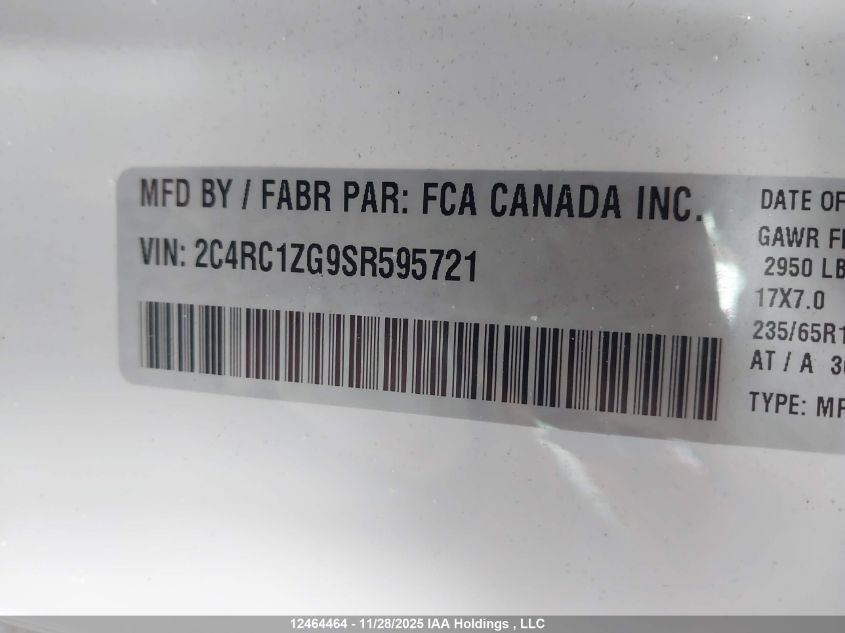 MFD BY / FABR PAR: FCA CANADA INC.
VIN: 2C4RC1ZG9SR595721
DATE OF
GAWR
2950 LB
17X7.0
235/65R1
AT / A
TYPE:
12464464 - 11/28/2025 IAA Holdings , LLC